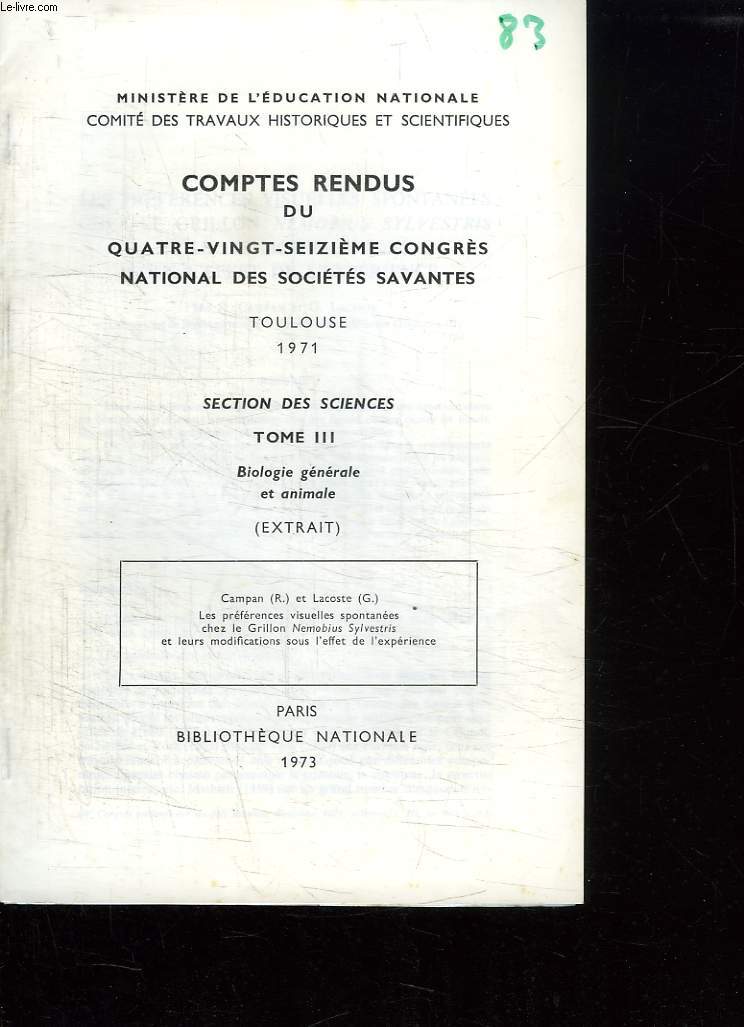 Le-livre.com
83
MINISTÈRE DE L'ÉDUCATION NATIONALE
COMITÉ DES TRAVAUX HISTORIQUES ET SCIENTIFIQUES
COMPTES RENDUS
DU
QUATRE-VINGT-SEIZIÈME CONGRÈS
NATIONAL DES SOCIÉTÉS SAVANTES
TOULOUSE
1971
SECTION DES SCIENCES
TOME III
Biologie générale
et animale
(EXTRAIT)
Campan (R.) et Lacoste (G.)
Les préférences visuelles spontanées
chez le Grillon Nemobius Sylvestris
et leurs modifications sous l'effet de l'expérience
PARIS
BIBLIOTHÈQUE NATIONALE
1973